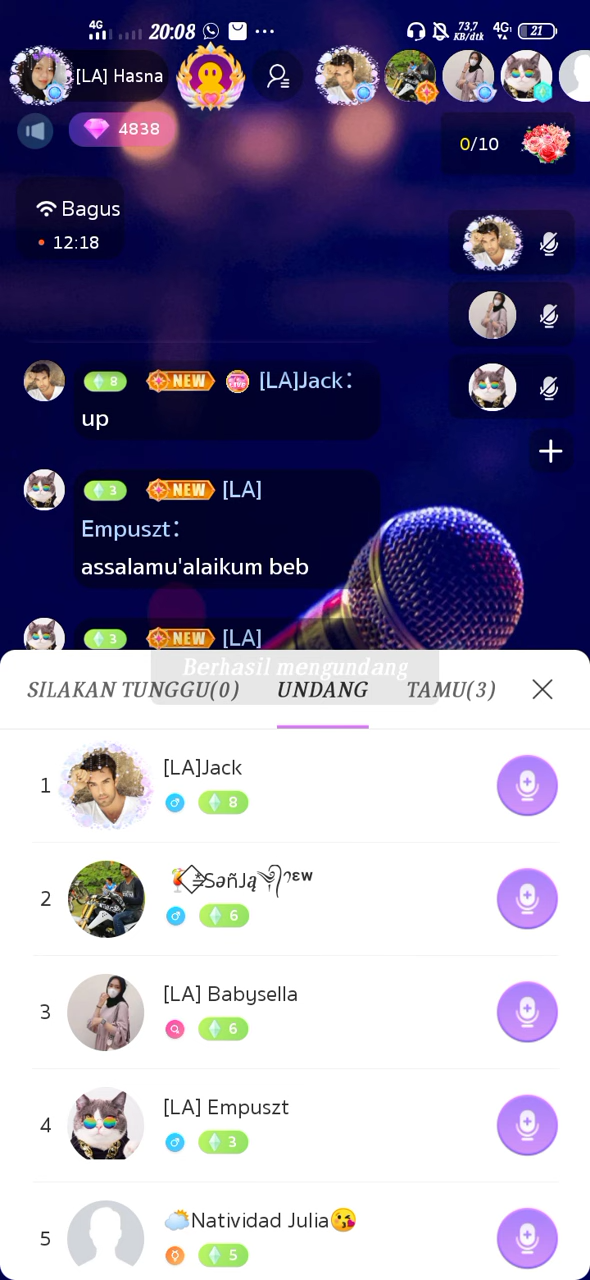 4G 20:08 73,7 KB/dtk 4G 21
[LA] Hasna
4838
0/10
Bagus
12:18
8 NEW [LA]Jack:
up
3 NEW [LA]
Empuszt:
assalamu'alaikum beb
3 NEW [LA]
Berhasil mengundang
SILAKAN TUNGGU(0) UNDANG TAMU(3)
1 [LA]Jack
8
2 SəñJą᭄ᵋʷ
6
3 [LA] Babysella
6
4 [LA] Empuszt
3
5 🌤Natividad Julia😘
5